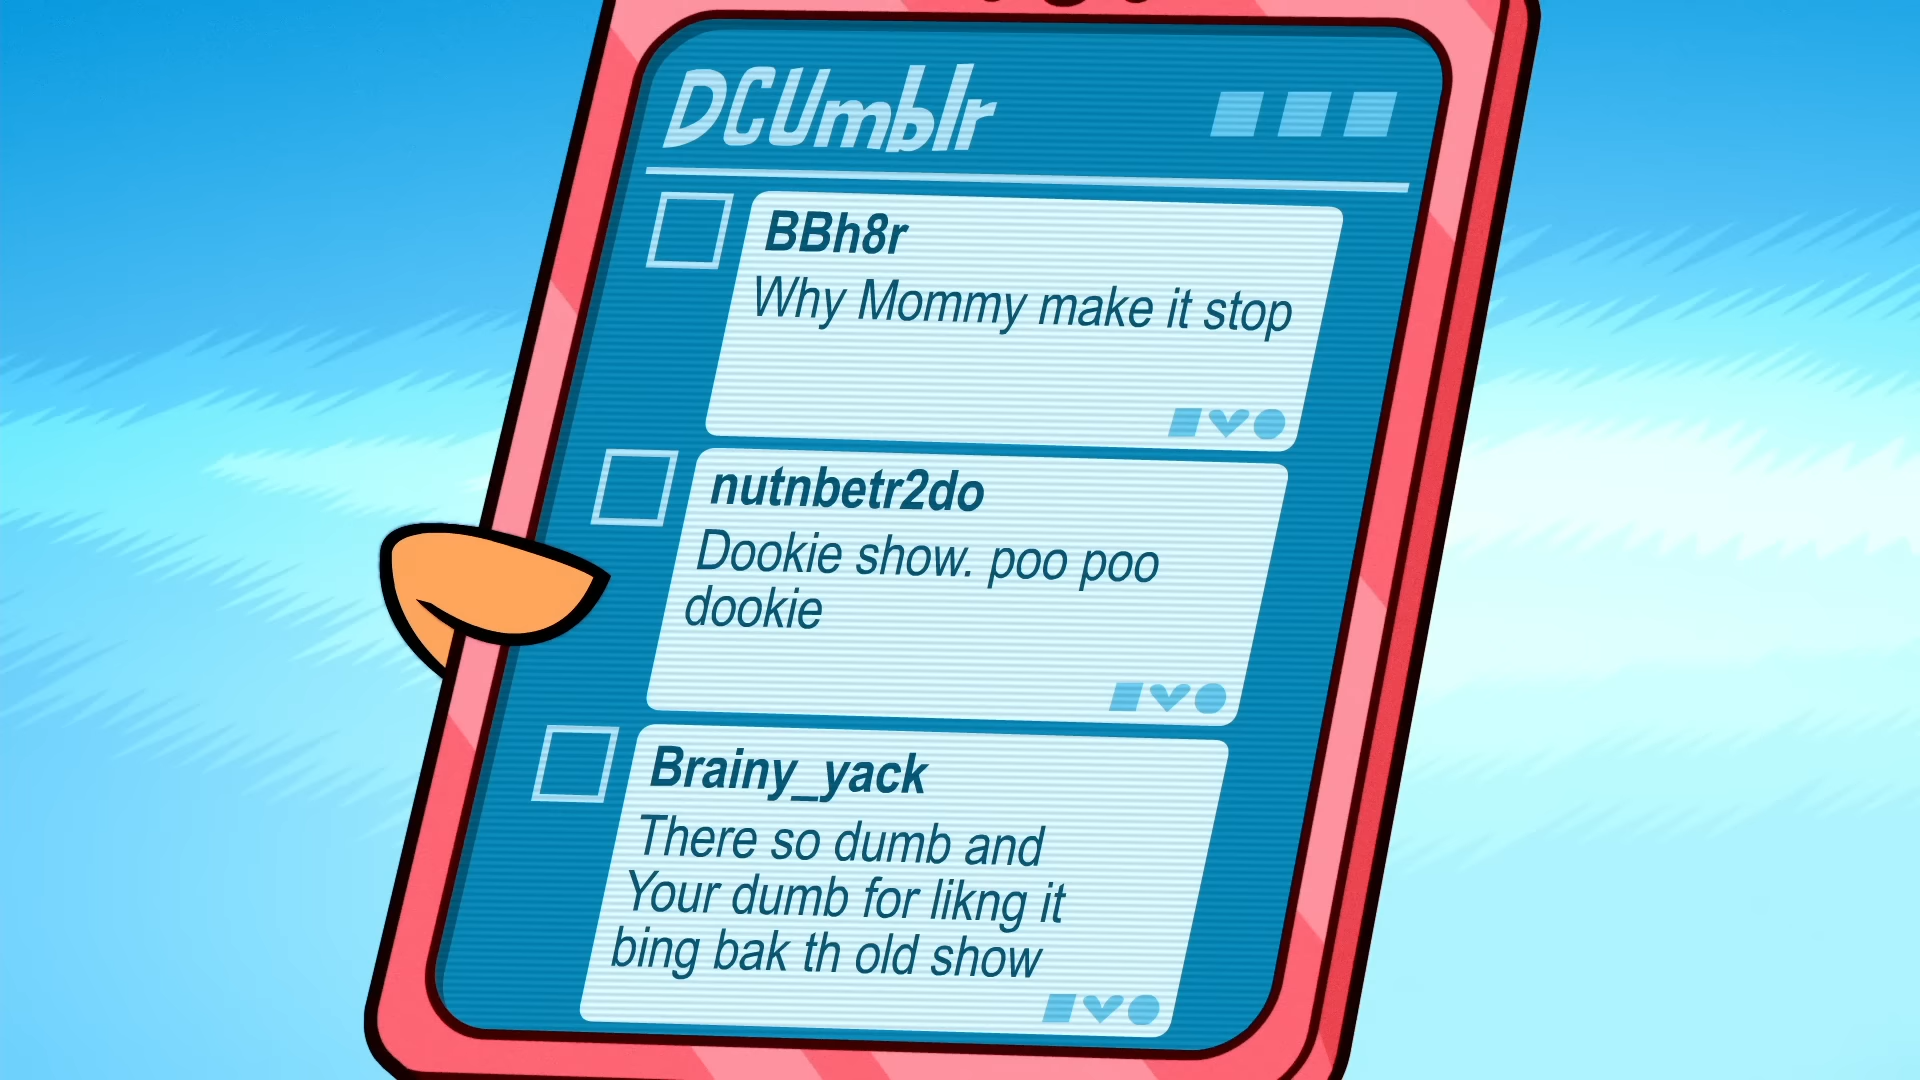 DCUmblr
BBh8r
Why Mommy make it stop
nutnbetr2do
Dookie show. poo poo
dookie
Brainy_yack
There so dumb and
Your dumb for likng it
bing bak th old show